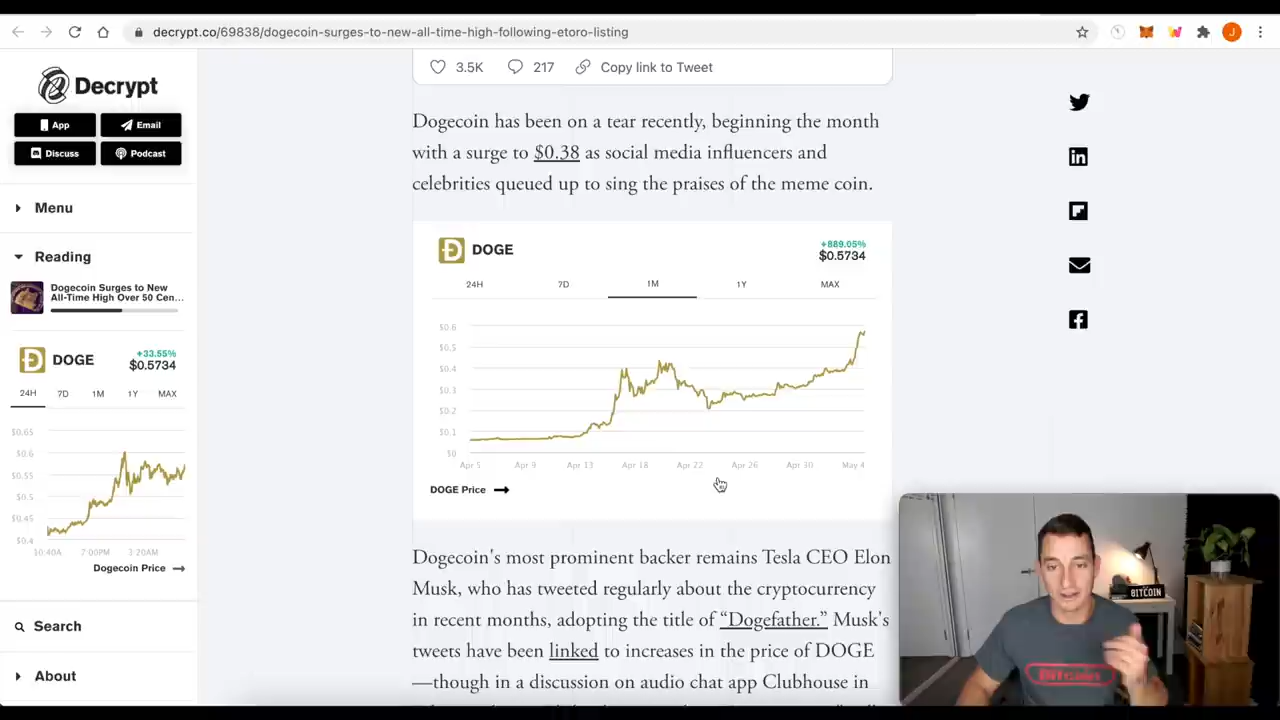 decrypt.co/69838/dogecoin-surges-to-new-all-time-high-following-etoro-listing
J
Decrypt
App
Email
Discuss
Podcast
Menu
Reading
Dogecoin Surges to New
All-Time High Over 50 Cen...
DOGE
+33.55%
$0.5734
24H 7D 1M 1Y MAX
$0.65
$0.6
$0.55
$0.5
$0.45
$0.4
10:40A 7:00PM 1:20AM
Dogecoin Price
Search
About
3.5K 217 Copy link to Tweet
Dogecoin has been on a tear recently, beginning the month
with a surge to $0.38 as social media influencers and
celebrities queued up to sing the praises of the meme coin.
DOGE
+889.05%
$0.5734
24H 7D 1M 1Y MAX
$0.6
$0.5
$0.4
$0.3
$0.2
$0.1
$0
Apr 5 Apr 9 Apr 13 Apr 18 Apr 22 Apr 26 Apr 30 May 4
DOGE Price
Dogecoin's most prominent backer remains Tesla CEO Elon
Musk, who has tweeted regularly about the cryptocurrency
in recent months, adopting the title of “Dogefather.” Musk's
tweets have been linked to increases in the price of DOGE
—though in a discussion on audio chat app Clubhouse in
BITCOIN
Bitcoin